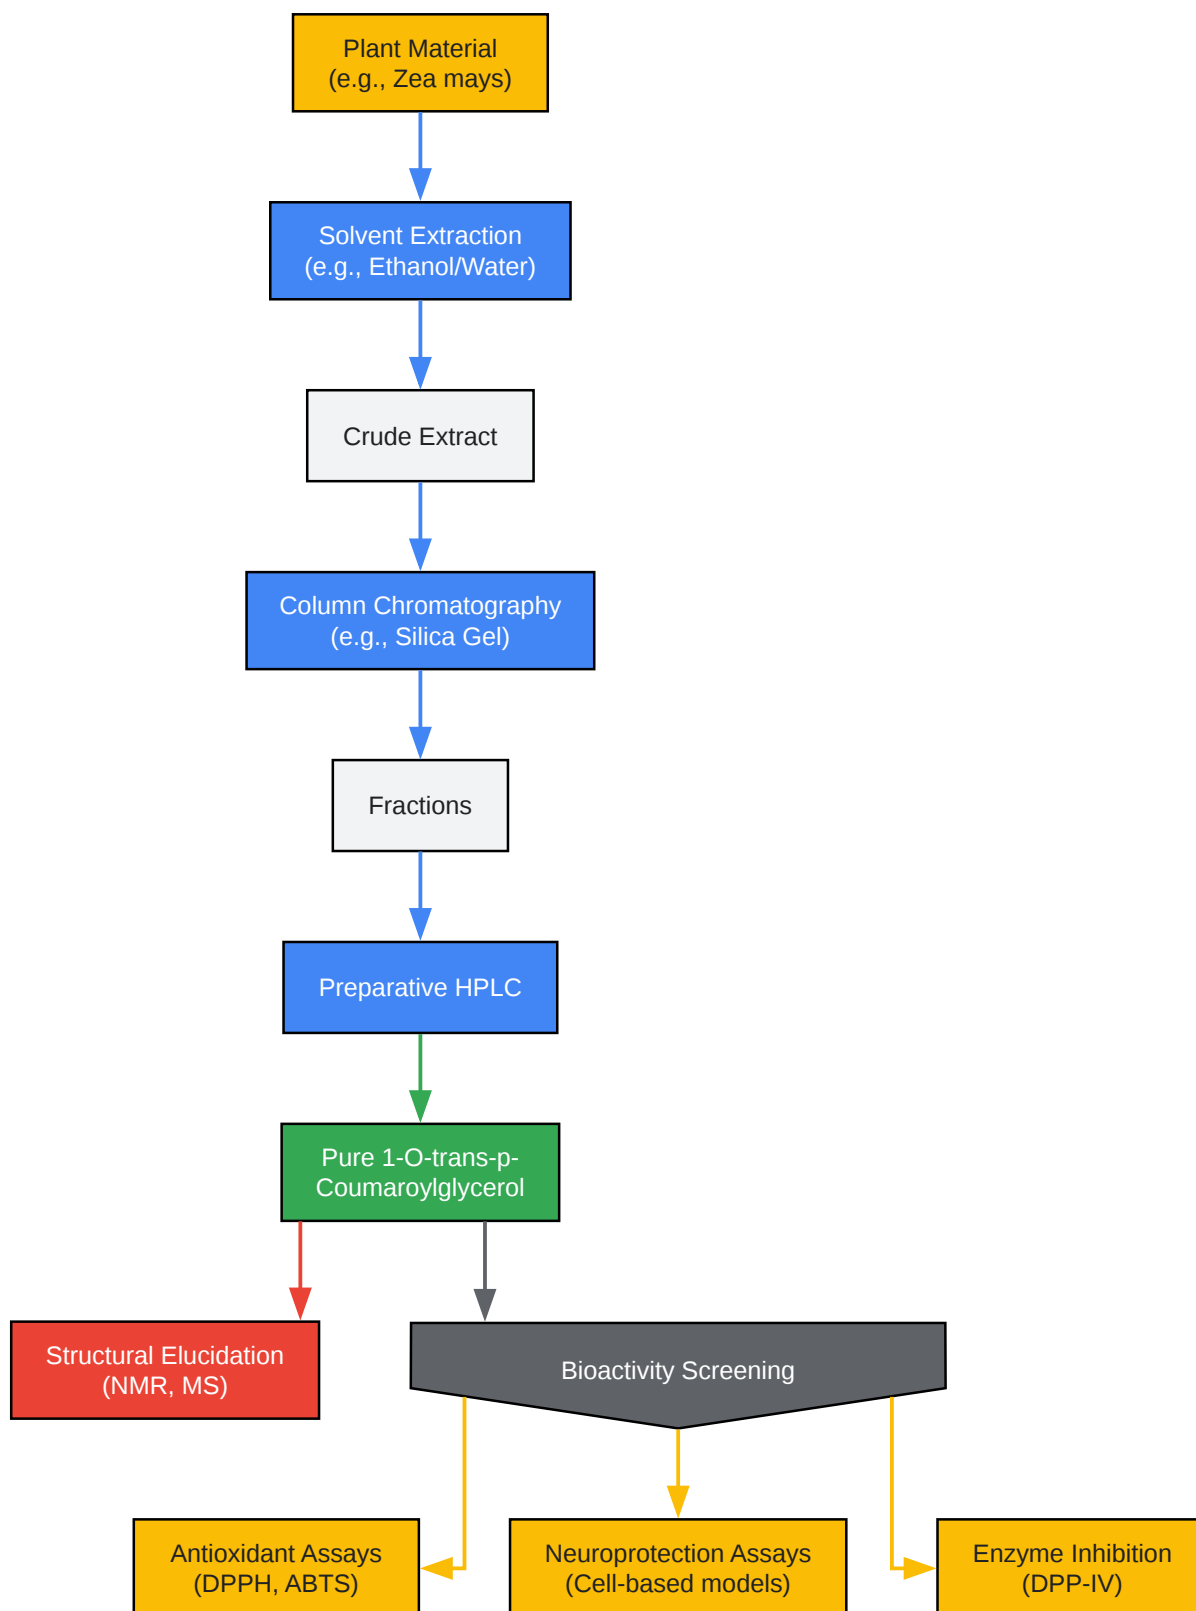 Plant Material
(e.g., Zea mays)
Solvent Extraction
(e.g., Ethanol/Water)
Crude Extract
Column Chromatography
(e.g., Silica Gel)
Fractions
Preparative HPLC
Pure 1-O-trans-p-
Coumaroylglycerol
Structural Elucidation
(NMR, MS)
Bioactivity Screening
Antioxidant Assays
(DPPH, ABTS)
Neuroprotection Assays
(Cell-based models)
Enzyme Inhibition
(DPP-IV)